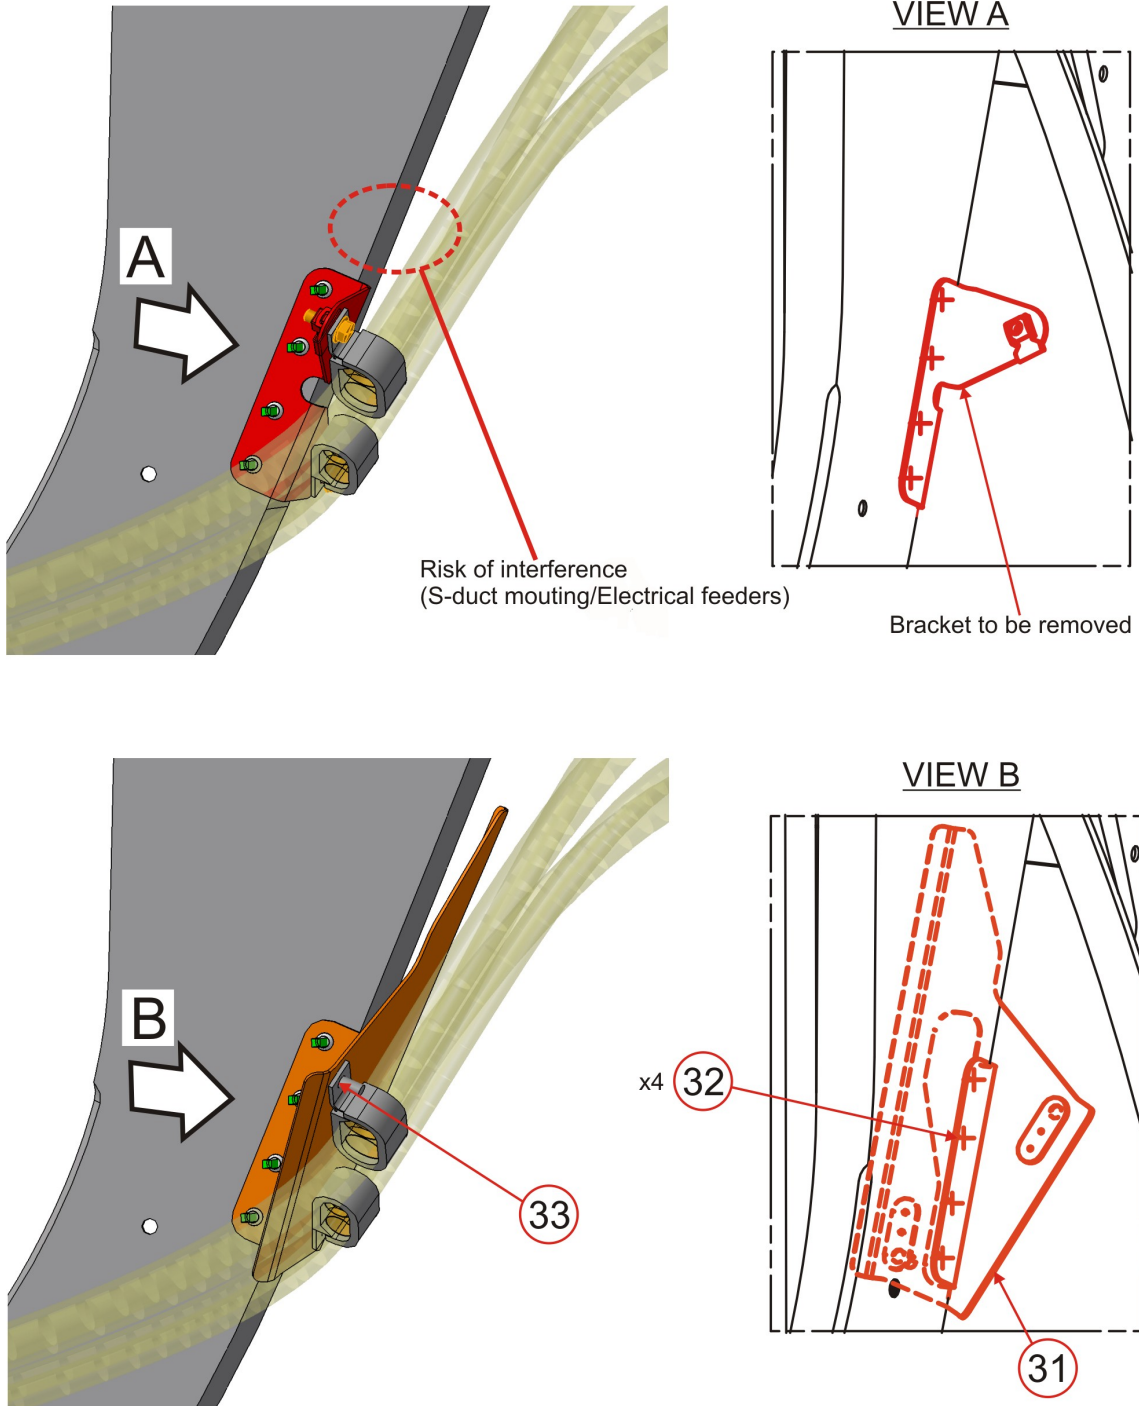 VIEW A
A
Risk of interference
(S-duct mouting/Electrical feeders)
Bracket to be removed
VIEW B
B
x4 32
33
31